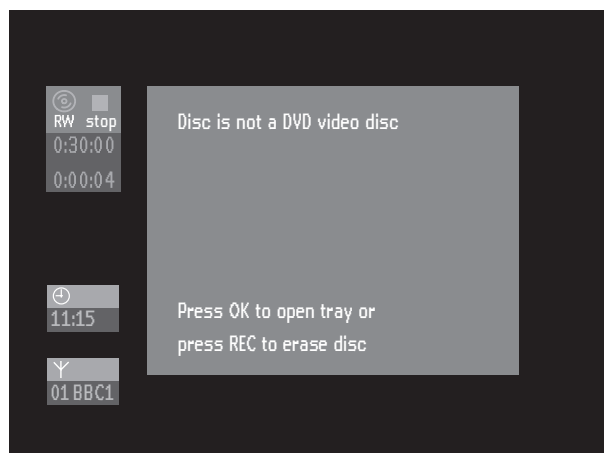 RW stop
0:30:00
0:00:04
Disc is not a DVD video disc
11:15
Press OK to open tray or
press REC to erase disc
01 BBC1